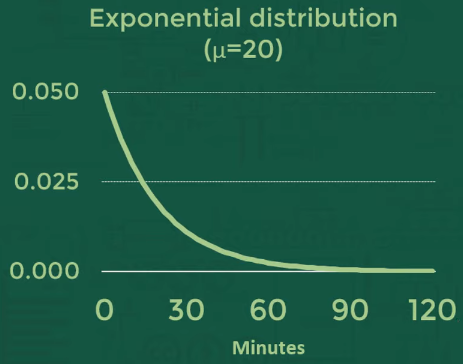 Exponential distribution
(μ=20)
0.050
0.025
0.000
0 30 60 90 120
Minutes